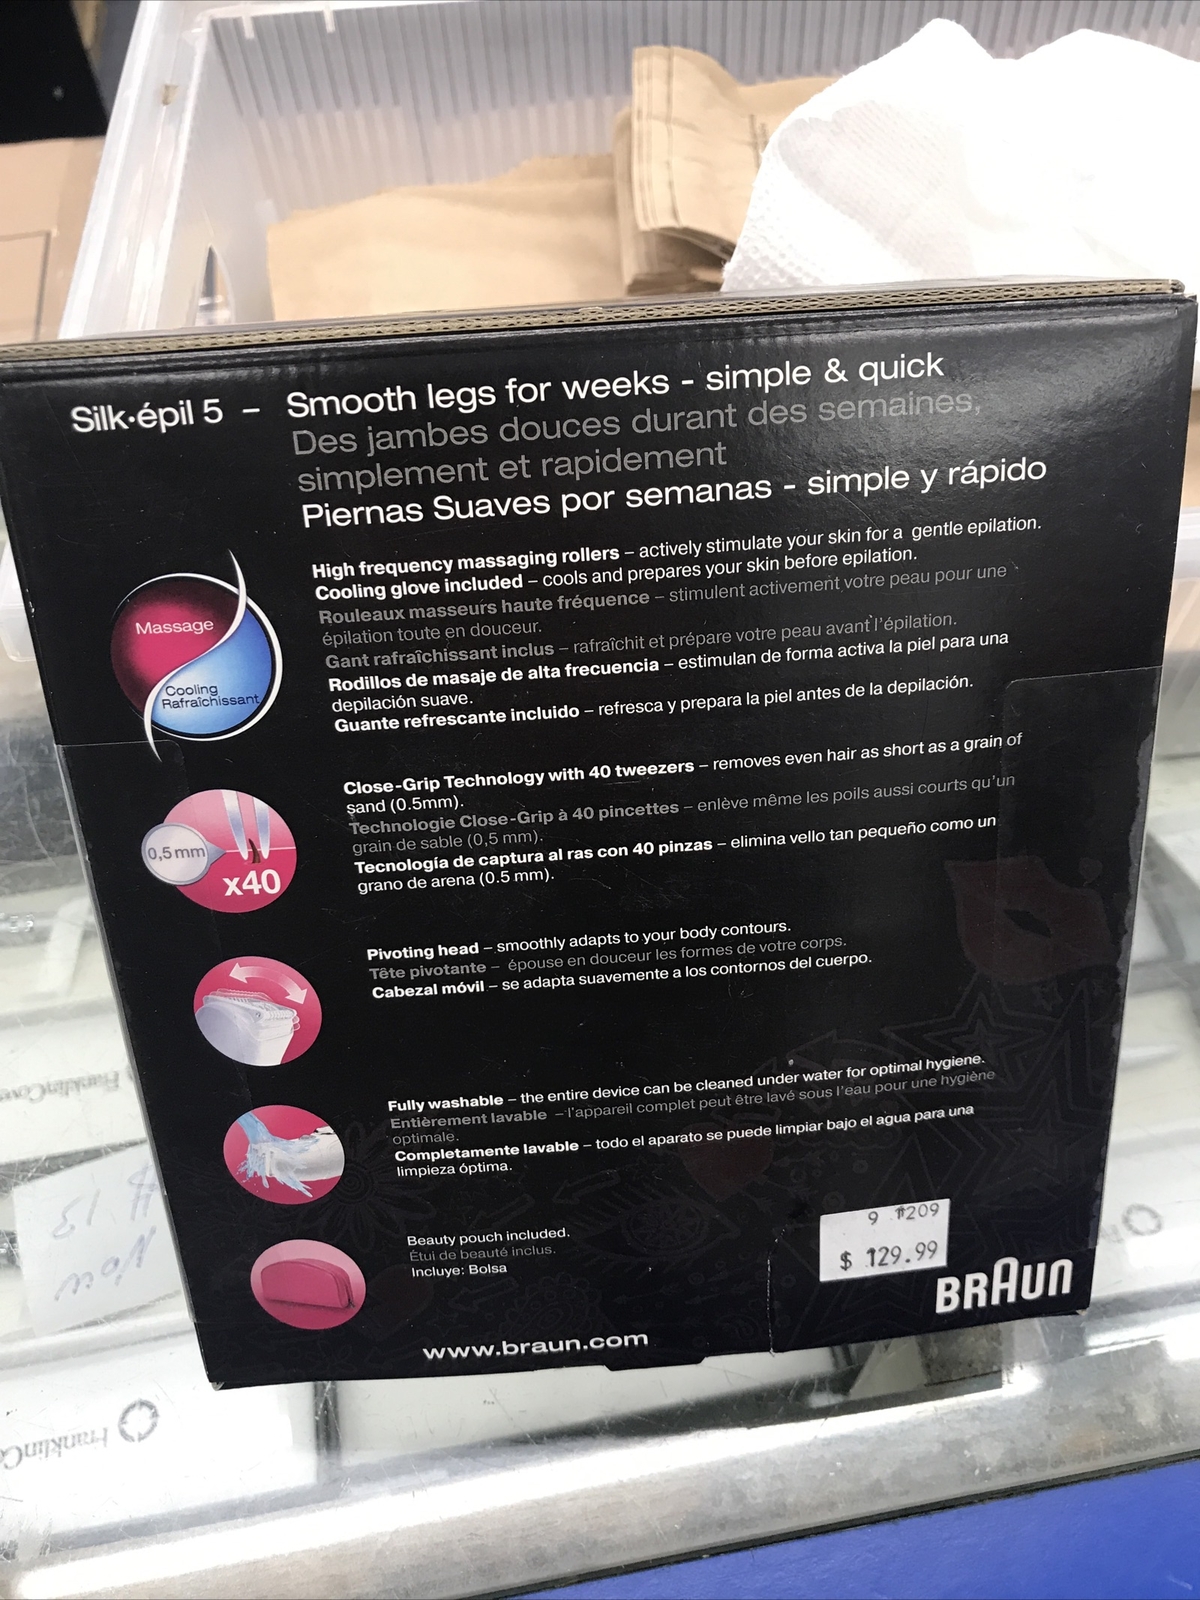 Silk·épil 5 – Smooth legs for weeks - simple & quick
Des jambes douces durant des semaines,
simplement et rapidement
Piernas Suaves por semanas - simple y rápido
High frequency massaging rollers – actively stimulate your skin for a gentle epilation.
Cooling glove included – cools and prepares your skin before epilation.
Rouleaux masseurs haute fréquence – stimulent activement votre peau pour une
épilation toute en douceur.
Gant rafraîchissant inclus – rafraîchit et prépare votre peau avant l'épilation.
Rodillos de masaje de alta frecuencia – estimulan de forma activa la piel para una
depilación suave.
Guante refrescante incluido – refresca y prepara la piel antes de la depilación.
Massage
Cooling
Rafraîchissant
Close-Grip Technology with 40 tweezers – removes even hair as short as a grain of
sand (0.5mm).
Technologie Close-Grip à 40 pincettes – enlève même les poils aussi courts qu'un
grain de sable (0,5 mm).
Tecnología de captura al ras con 40 pinzas – elimina vello tan pequeño como un
grano de arena (0.5 mm).
0,5 mm
x40
Pivoting head – smoothly adapts to your body contours.
Tête pivotante – épouse en douceur les formes de votre corps.
Cabezal móvil – se adapta suavemente a los contornos del cuerpo.
Fully washable – the entire device can be cleaned under water for optimal hygiene.
Entièrement lavable – l'appareil complet peut être lavé sous l'eau pour une hygiène
optimale.
Completamente lavable – todo el aparato se puede limpiar bajo el agua para una
limpieza óptima.
Beauty pouch included.
Étui de beauté inclus.
Incluye: Bolsa
9 #209
$ 129.99
BRAUN
www.braun.com
FranklinCove
Now
13
FranklinCo